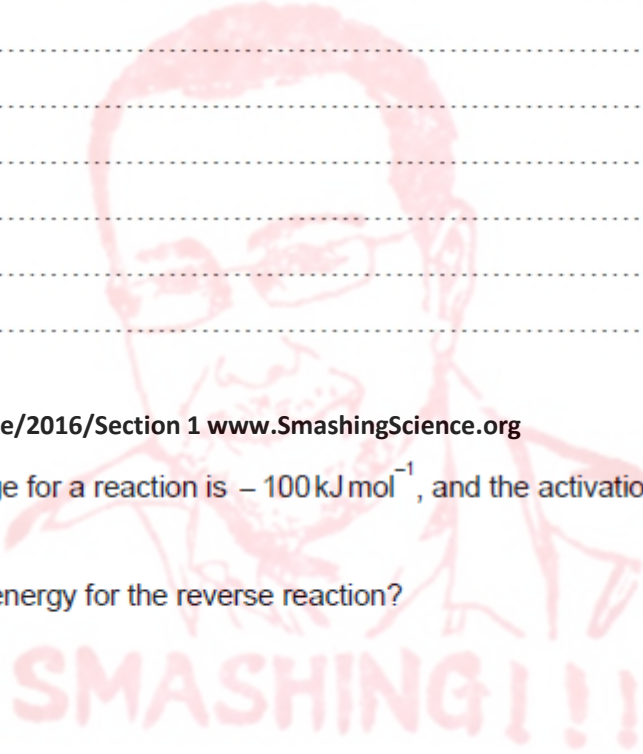 e/2016/Section 1 www.SmashingScience.org
ge for a reaction is – 100 kJ mol⁻¹, and the activatio
energy for the reverse reaction?
SMASHING!!!